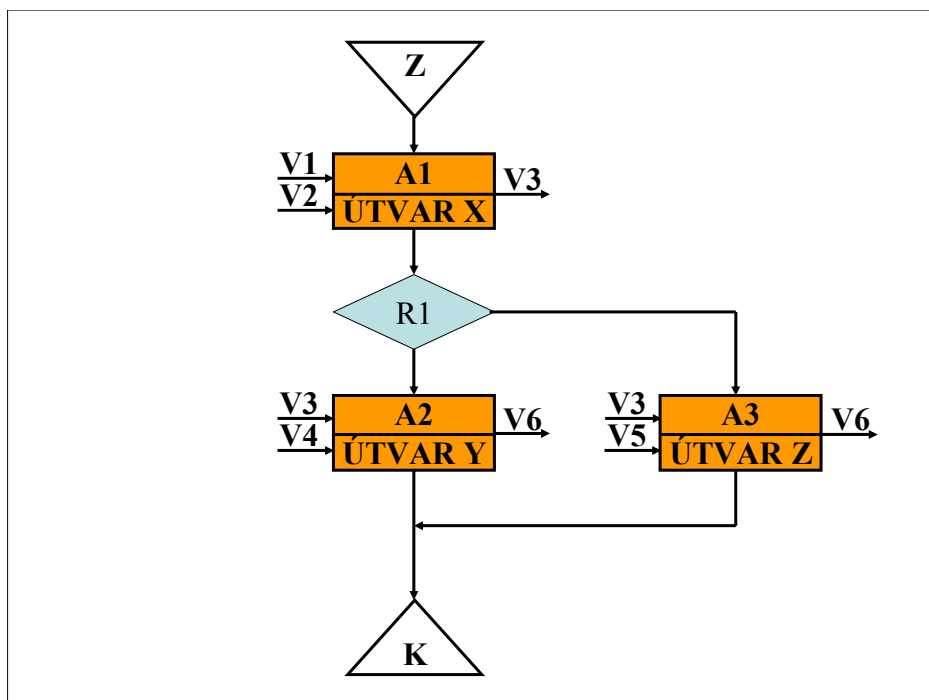 Z
V1
A1
V3
V2
ÚTVAR X
R1
V3
A2
V6
V4
ÚTVAR Y
V3
A3
V6
V5
ÚTVAR Z
K